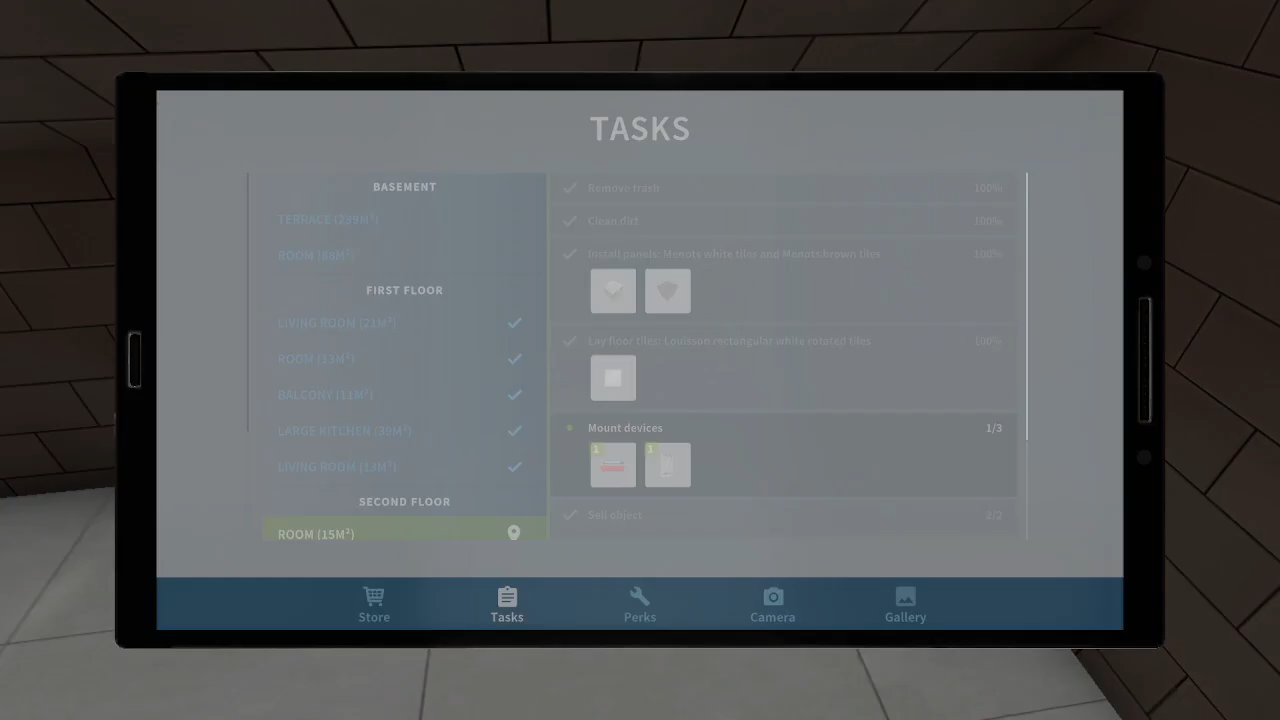 TASKS
BASEMENT
TERRACE (239M²)
ROOM (88M²)
FIRST FLOOR
LIVING ROOM (21M²)
ROOM (13M²)
BALCONY (11M²)
LARGE KITCHEN (30M²)
LIVING ROOM (13M²)
SECOND FLOOR
ROOM (15M²)
Remove trash 100%
Clean dirt 100%
Install panels: Menots white tiles and Menots brown tiles 100%
Lay floor tiles: Louisson rectangular white rotated tiles 100%
Mount devices 1/3
1
Sell object 2/2
Store
Tasks
Perks
Camera
Gallery